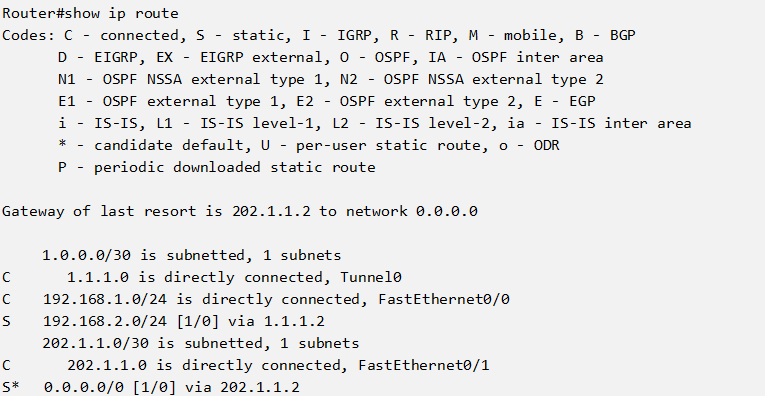 Router#show ip route
Codes: C - connected, S - static, I - IGRP, R - RIP, M - mobile, B - BGP
       D - EIGRP, EX - EIGRP external, O - OSPF, IA - OSPF inter area
       N1 - OSPF NSSA external type 1, N2 - OSPF NSSA external type 2
       E1 - OSPF external type 1, E2 - OSPF external type 2, E - EGP
       i - IS-IS, L1 - IS-IS level-1, L2 - IS-IS level-2, ia - IS-IS inter area
       * - candidate default, U - per-user static route, o - ODR
       P - periodic downloaded static route

Gateway of last resort is 202.1.1.2 to network 0.0.0.0

     1.0.0.0/30 is subnetted, 1 subnets
C       1.1.1.0 is directly connected, Tunnel0
C    192.168.1.0/24 is directly connected, FastEthernet0/0
S    192.168.2.0/24 [1/0] via 1.1.1.2
     202.1.1.0/30 is subnetted, 1 subnets
C       202.1.1.0 is directly connected, FastEthernet0/1
S*   0.0.0.0/0 [1/0] via 202.1.1.2